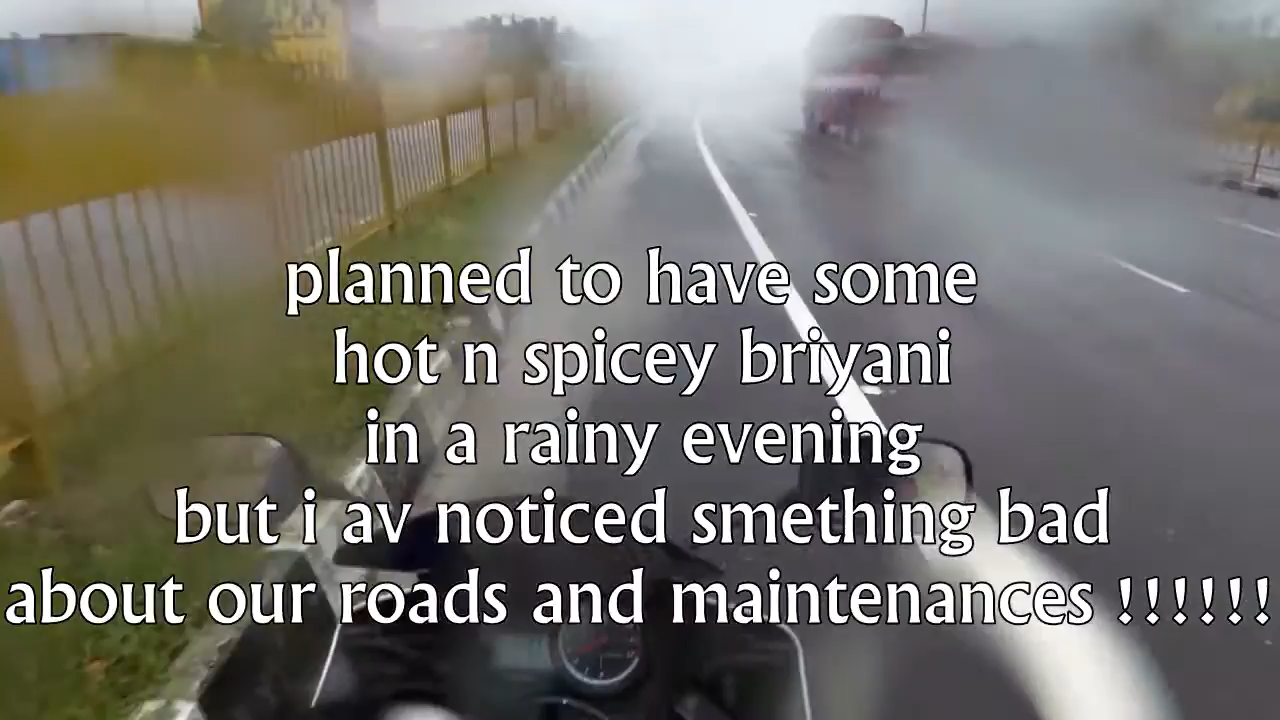 planned to have some
hot n spicey briyani
in a rainy evening
but i av noticed smething bad
about our roads and maintenances !!!!!!